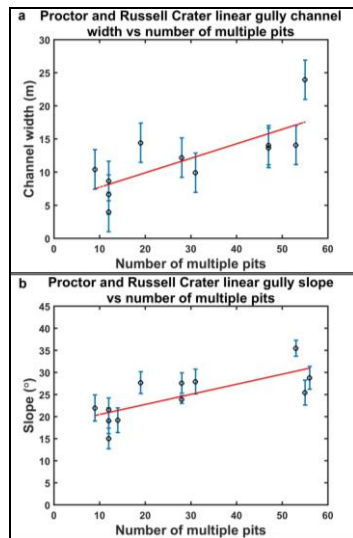 a Proctor and Russell Crater linear gully channel
width vs number of multiple pits
Channel width (m)
30
25
20
15
10
5
0
0 10 20 30 40 50 60
Number of multiple pits
b Proctor and Russell Crater linear gully slope
vs number of multiple pits
Slope (°)
45
40
35
30
25
20
15
10
5
0
0 10 20 30 40 50 60
Number of multiple pits